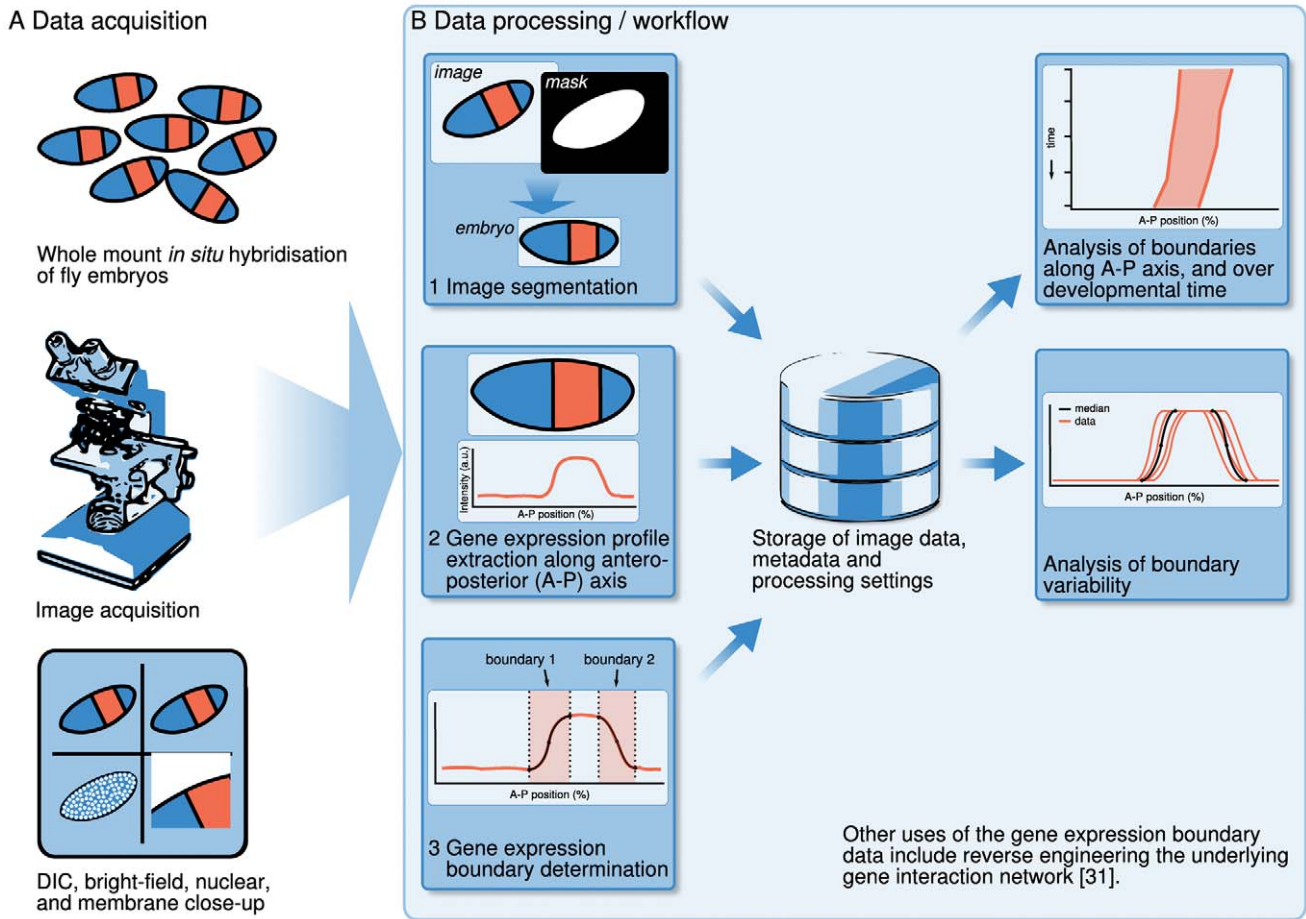 A Data acquisition
Whole mount in situ hybridisation
of fly embryos
Image acquisition
DIC, bright-field, nuclear,
and membrane close-up
B Data processing / workflow
image
mask
embryo
1 Image segmentation
Intensity (a.u.)
A-P position (%)
2 Gene expression profile
extraction along antero-
posterior (A-P) axis
boundary 1
boundary 2
A-P position (%)
3 Gene expression
boundary determination
Storage of image data,
metadata and
processing settings
time
A-P position (%)
Analysis of boundaries
along A-P axis, and over
developmental time
median
data
A-P position (%)
Analysis of boundary
variability
Other uses of the gene expression boundary
data include reverse engineering the underlying
gene interaction network [31].